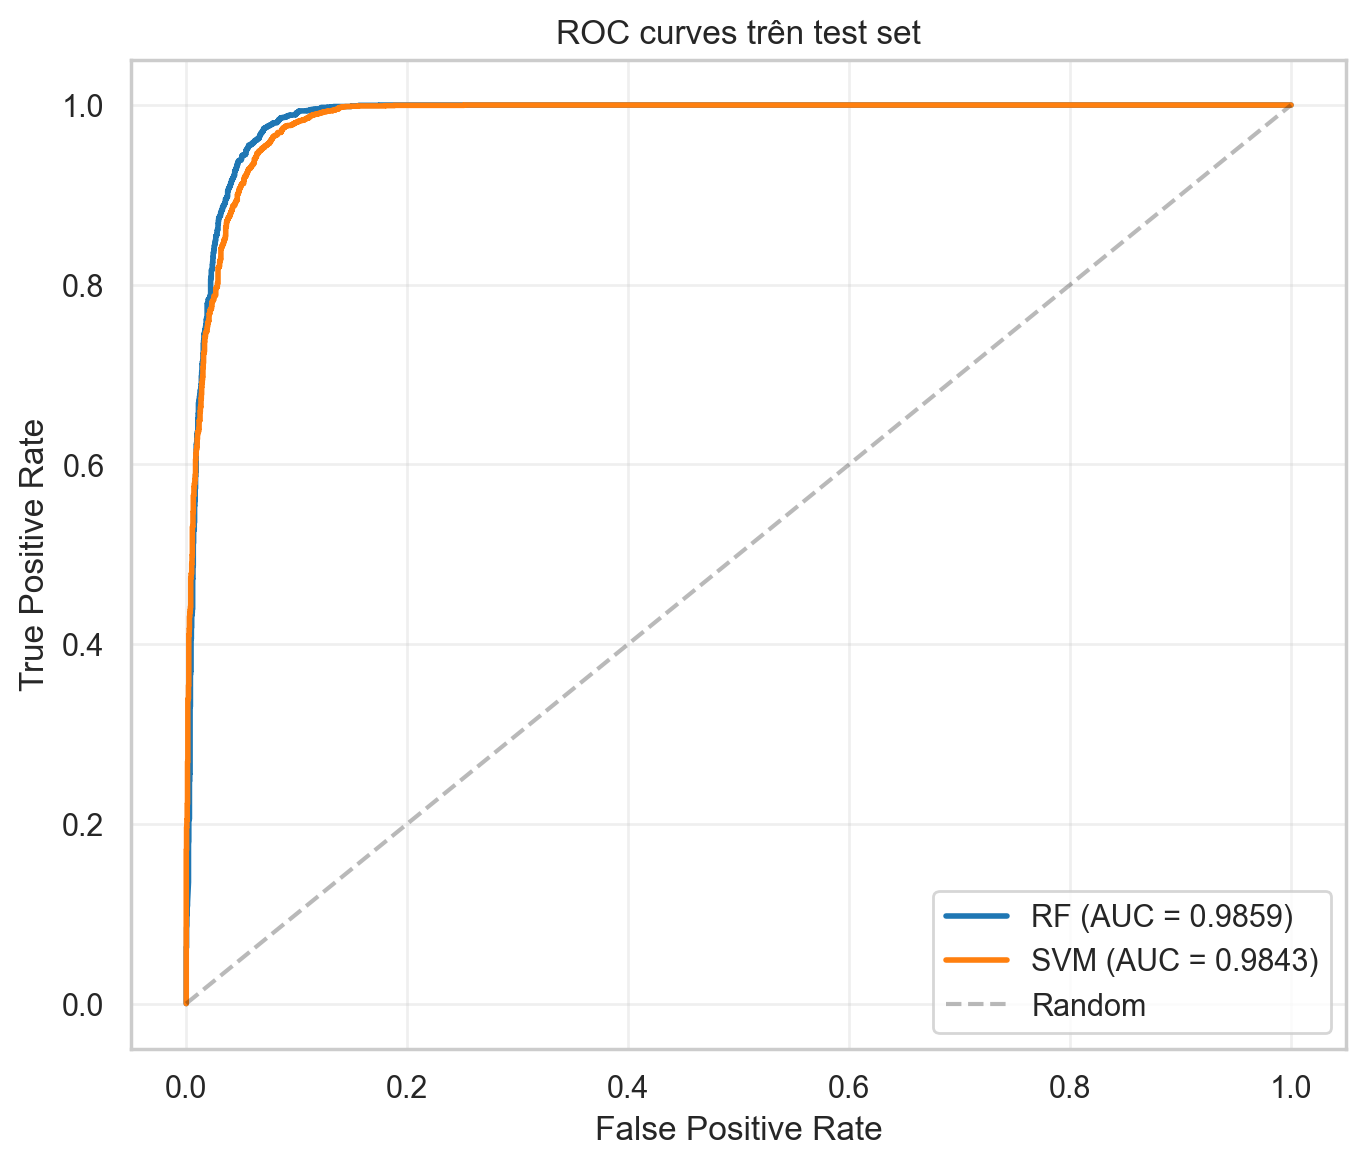 ROC curves trên test set
True Positive Rate
1.0
0.8
0.6
0.4
0.2
0.0
0.0 0.2 0.4 0.6 0.8 1.0
False Positive Rate
RF (AUC = 0.9859)
SVM (AUC = 0.9843)
Random